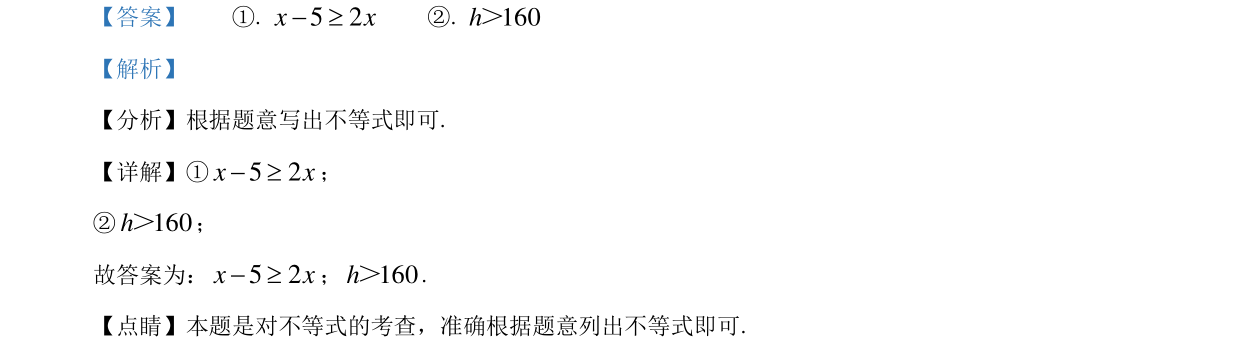 【答案】 ①. x－5≥2x ②. h>160
【解析】
【分析】根据题意写出不等式即可.
【详解】①x－5≥2x；
②h>160；
故答案为：x－5≥2x；h>160.
【点睛】本题是对不等式的考查，准确根据题意列出不等式即可.